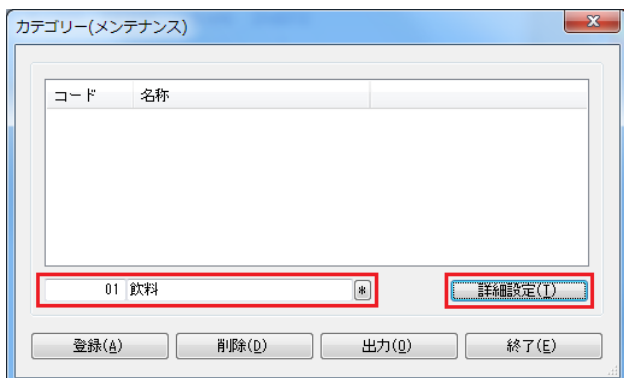 カテゴリー(メンテナンス)
コード 名称
01 飲料 *
詳細設定(I)
登録(A) 削除(D) 出力(O) 終了(E)